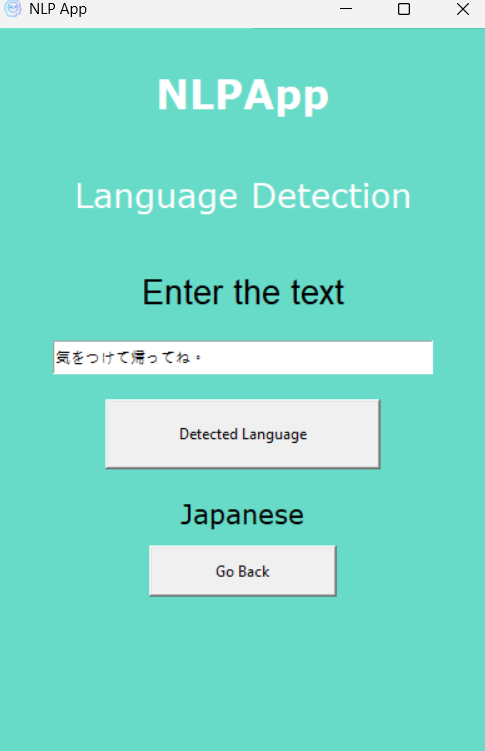 NLP App
NLPApp
Language Detection
Enter the text
気をつけて帰ってね。
Detected Language
Japanese
Go Back